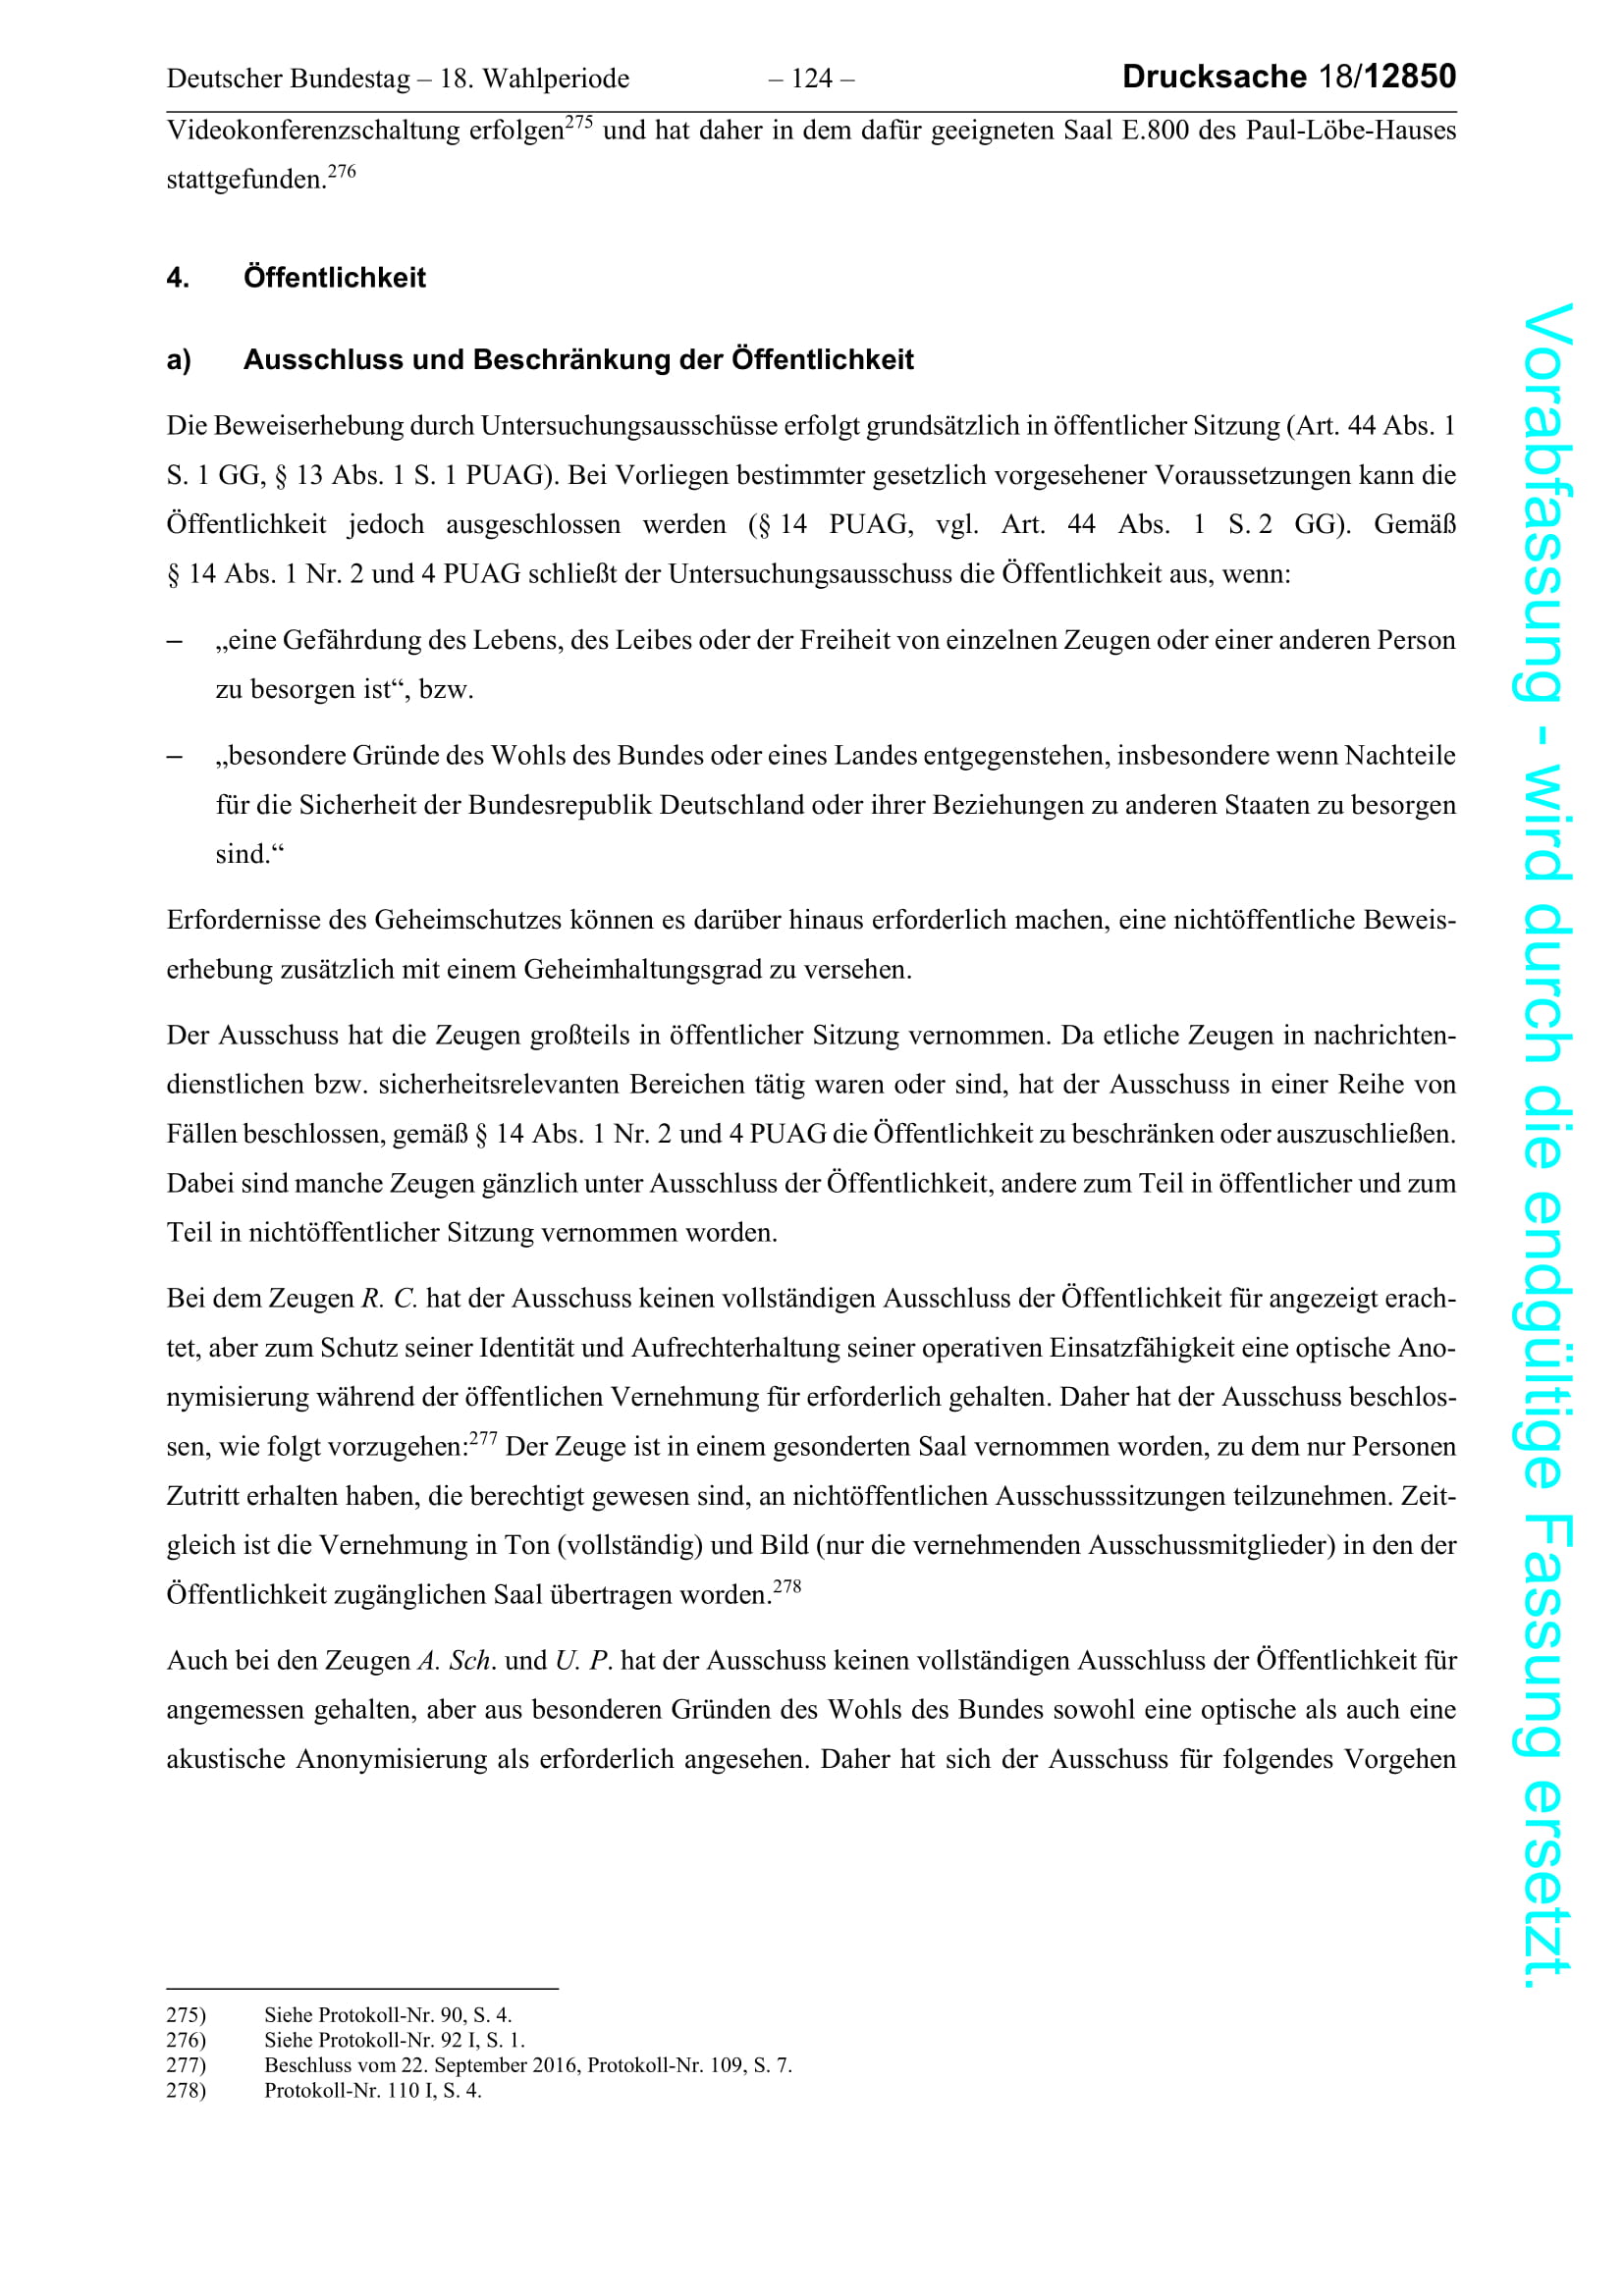 Deutscher Bundestag – 18. Wahlperiode – 124 – Drucksache 18/12850
Videokonferenzschaltung erfolgen275 und hat daher in dem dafür geeigneten Saal E.800 des Paul-Löbe-Hauses
stattgefunden.276
4. Öffentlichkeit
a) Ausschluss und Beschränkung der Öffentlichkeit
Die Beweiserhebung durch Untersuchungsausschüsse erfolgt grundsätzlich in öffentlicher Sitzung (Art. 44 Abs. 1
S. 1 GG, § 13 Abs. 1 S. 1 PUAG). Bei Vorliegen bestimmter gesetzlich vorgesehener Voraussetzungen kann die
Öffentlichkeit jedoch ausgeschlossen werden (§ 14 PUAG, vgl. Art. 44 Abs. 1 S. 2 GG). Gemäß
§ 14 Abs. 1 Nr. 2 und 4 PUAG schließt der Untersuchungsausschuss die Öffentlichkeit aus, wenn:
– „eine Gefährdung des Lebens, des Leibes oder der Freiheit von einzelnen Zeugen oder einer anderen Person
zu besorgen ist“, bzw.
– „besondere Gründe des Wohls des Bundes oder eines Landes entgegenstehen, insbesondere wenn Nachteile
für die Sicherheit der Bundesrepublik Deutschland oder ihrer Beziehungen zu anderen Staaten zu besorgen
sind.“
Erfordernisse des Geheimschutzes können es darüber hinaus erforderlich machen, eine nichtöffentliche Beweis-
erhebung zusätzlich mit einem Geheimhaltungsgrad zu versehen.
Der Ausschuss hat die Zeugen großteils in öffentlicher Sitzung vernommen. Da etliche Zeugen in nachrichten-
dienstlichen bzw. sicherheitsrelevanten Bereichen tätig waren oder sind, hat der Ausschuss in einer Reihe von
Fällen beschlossen, gemäß § 14 Abs. 1 Nr. 2 und 4 PUAG die Öffentlichkeit zu beschränken oder auszuschließen.
Dabei sind manche Zeugen gänzlich unter Ausschluss der Öffentlichkeit, andere zum Teil in öffentlicher und zum
Teil in nichtöffentlicher Sitzung vernommen worden.
Bei dem Zeugen R. C. hat der Ausschuss keinen vollständigen Ausschluss der Öffentlichkeit für angezeigt erach-
tet, aber zum Schutz seiner Identität und Aufrechterhaltung seiner operativen Einsatzfähigkeit eine optische Ano-
nymisierung während der öffentlichen Vernehmung für erforderlich gehalten. Daher hat der Ausschuss beschlos-
sen, wie folgt vorzugehen:277 Der Zeuge ist in einem gesonderten Saal vernommen worden, zu dem nur Personen
Zutritt erhalten haben, die berechtigt gewesen sind, an nichtöffentlichen Ausschusssitzungen teilzunehmen. Zeit-
gleich ist die Vernehmung in Ton (vollständig) und Bild (nur die vernehmenden Ausschussmitglieder) in den der
Öffentlichkeit zugänglichen Saal übertragen worden.278
Auch bei den Zeugen A. Sch. und U. P. hat der Ausschuss keinen vollständigen Ausschluss der Öffentlichkeit für
angemessen gehalten, aber aus besonderen Gründen des Wohls des Bundes sowohl eine optische als auch eine
akustische Anonymisierung als erforderlich angesehen. Daher hat sich der Ausschuss für folgendes Vorgehen
275) Siehe Protokoll-Nr. 90, S. 4.
276) Siehe Protokoll-Nr. 92 I, S. 1.
277) Beschluss vom 22. September 2016, Protokoll-Nr. 109, S. 7.
278) Protokoll-Nr. 110 I, S. 4.
Vorabfassung - wird durch die endgültige Fassung ersetzt.